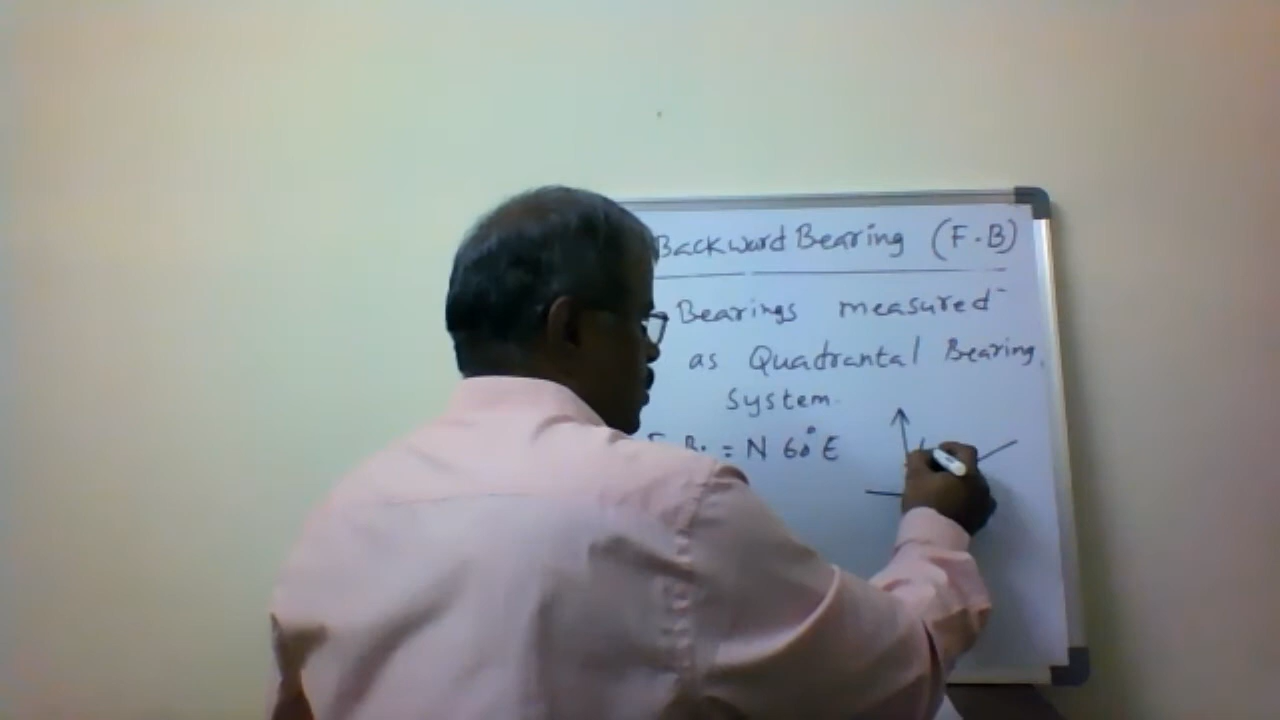 Backward Bearing (F.B)
Bearings measured
as Quadrantal Bearing
System.
B. = N 60° E